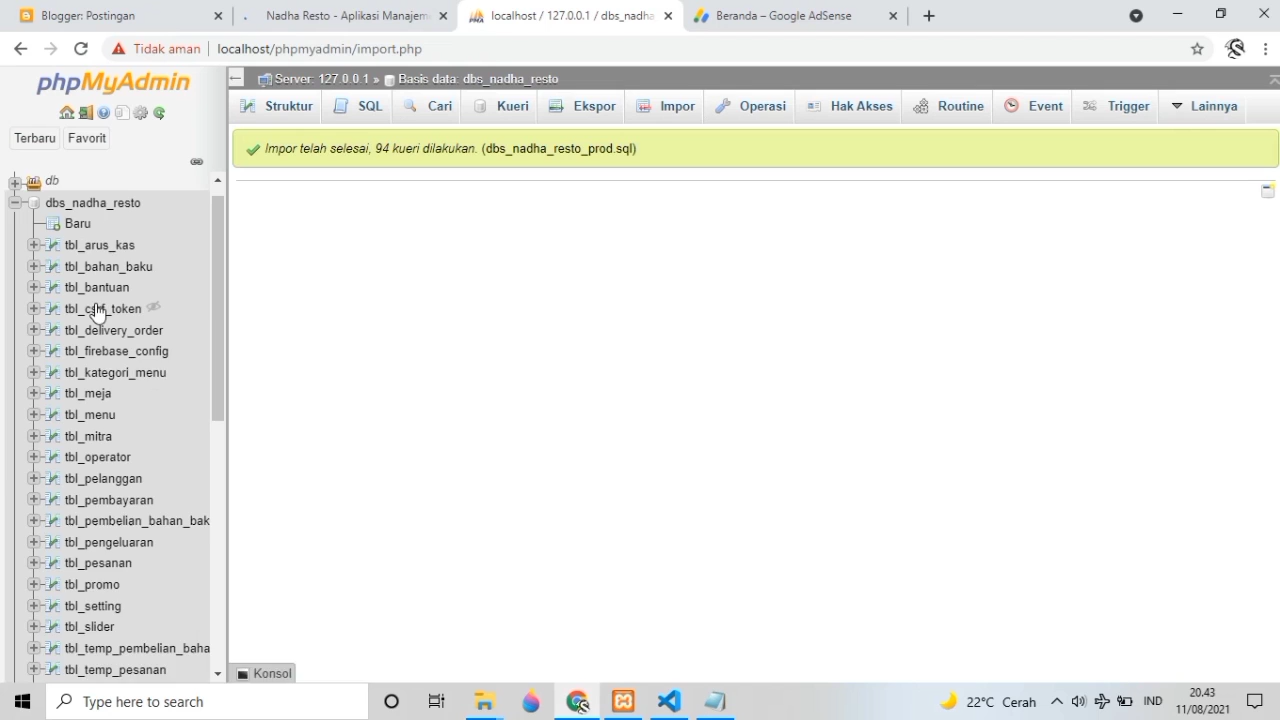 Blogger: Postingan
Nadha Resto - Aplikasi Manajem
localhost / 127.0.0.1 / dbs_nadha
Beranda – Google AdSense
Tidak aman
localhost/phpmyadmin/import.php
phpMyAdmin
Server: 127.0.0.1 » Basis data: dbs_nadha_resto
Struktur
SQL
Cari
Kueri
Ekspor
Impor
Operasi
Hak Akses
Routine
Event
Trigger
Lainnya
Terbaru
Favorit
Impor telah selesai, 94 kueri dilakukan. (dbs_nadha_resto_prod.sql)
db
dbs_nadha_resto
Baru
tbl_arus_kas
tbl_bahan_baku
tbl_bantuan
tbl_csrf_token
tbl_delivery_order
tbl_firebase_config
tbl_kategori_menu
tbl_meja
tbl_menu
tbl_mitra
tbl_operator
tbl_pelanggan
tbl_pembayaran
tbl_pembelian_bahan_bak
tbl_pengeluaran
tbl_pesanan
tbl_promo
tbl_setting
tbl_slider
tbl_temp_pembelian_baha
tbl_temp_pesanan
Konsol
Type here to search
22°C Cerah
IND
20.43
11/08/2021